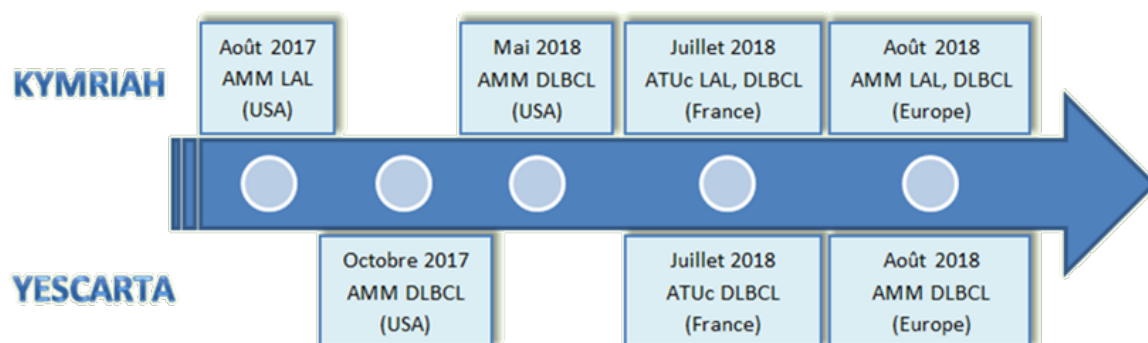 KYMRIAH
Août 2017
AMM LAL
(USA)
Mai 2018
AMM DLBCL
(USA)
Juillet 2018
ATUc LAL, DLBCL
(France)
Août 2018
AMM LAL, DLBCL
(Europe)
YESCARTA
Octobre 2017
AMM DLBCL
(USA)
Juillet 2018
ATUc DLBCL
(France)
Août 2018
AMM DLBCL
(Europe)